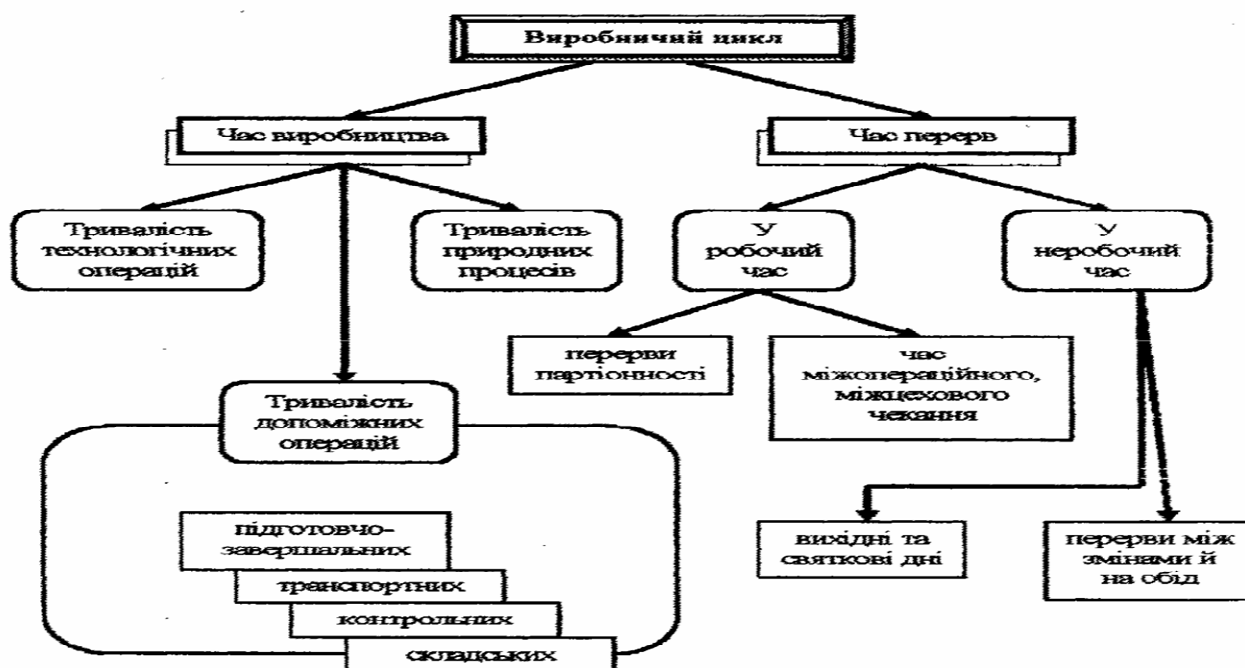 Виробничий цикл
Час виробництва
Час перерв
Тривалість
технологічних
операцій
Тривалість
природних
процесів
У
робочий
час
У
неробочий
час
перерви
партіонності
час
міжопераційного,
міжцехового
чекання
Тривалість
допоміжних
операцій
підготовчо-
завершальних
транспортних
контрольних
складських
вихідні та
святкові дні
перерви між
змінами й
на обід